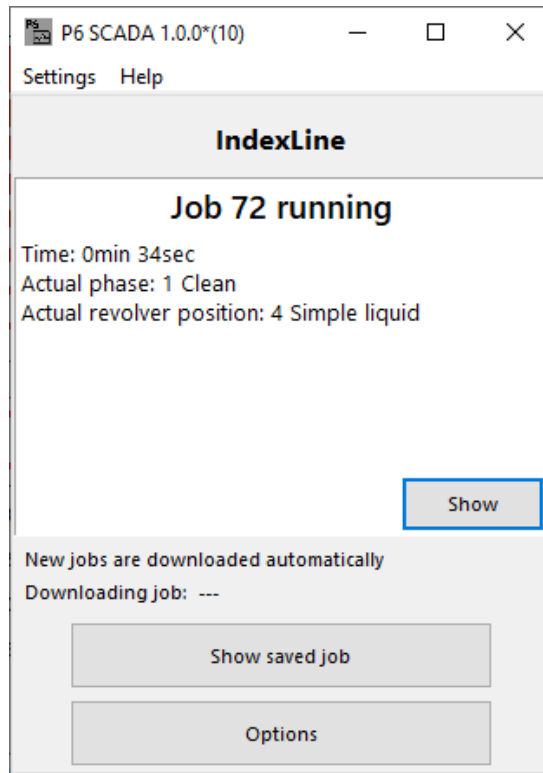 P6 SCADA 1.0.0*(10)
Settings Help
IndexLine
Job 72 running
Time: 0min 34sec
Actual phase: 1 Clean
Actual revolver position: 4 Simple liquid
Show
New jobs are downloaded automatically
Downloading job: ---
Show saved job
Options